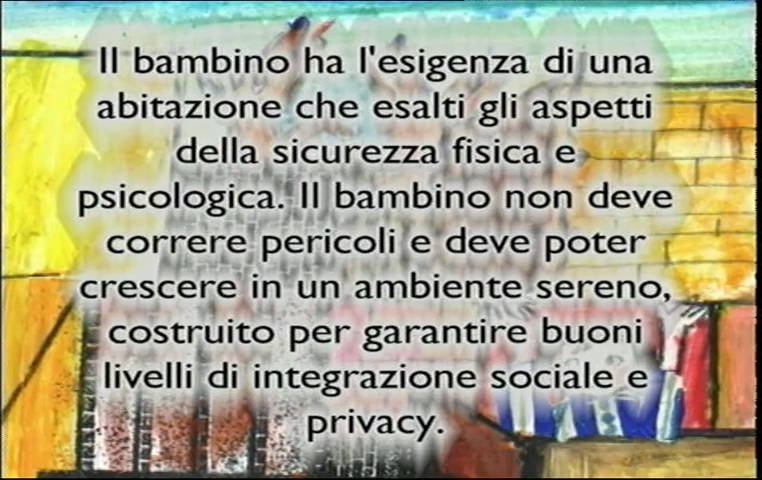 Il bambino ha l'esigenza di una
abitazione che esalti gli aspetti
della sicurezza fisica e
psicologica. Il bambino non deve
correre pericoli e deve poter
crescere in un ambiente sereno,
costruito per garantire buoni
livelli di integrazione sociale e
privacy.